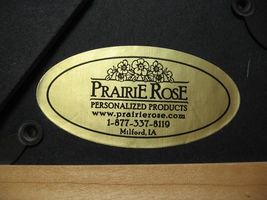 PRAIRIE ROSE
PERSONALIZED PRODUCTS
www.prairierose.com
1-877-337-8119
Milford, IA